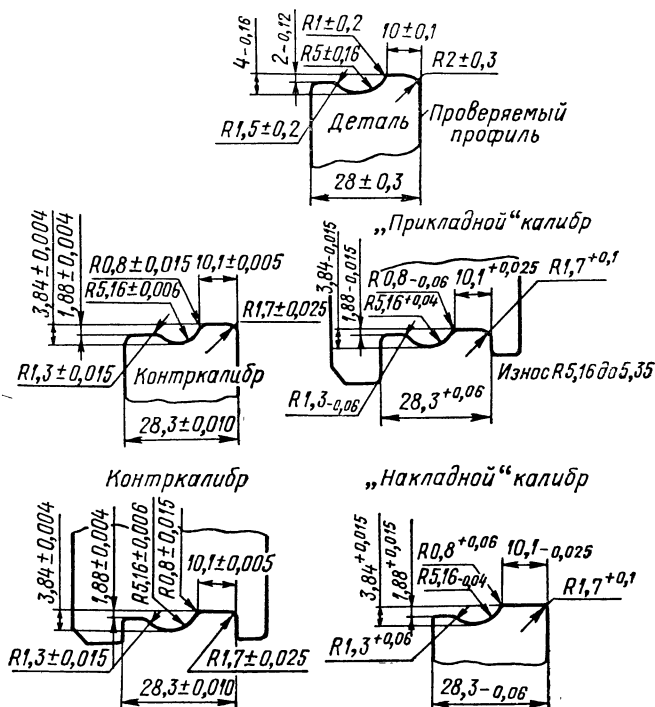 R1±0,2
10±0,1
4-0,16
2-0,12
R5±0,16
R2±0,3
R1,5±0,2
Деталь
Проверяемый
профиль
28±0,3
3,84±0,004
1,88±0,004
R0,8±0,015
10,1±0,005
R5,16±0,006
R1,7±0,025
R1,3±0,015
Контркалибр
28,3±0,010
„Прикладной“ калибр
3,84-0,015
1,88-0,015
R0,8-0,06
10,1+0,025
R1,7+0,1
R5,16+0,04
R1,3-0,06
28,3+0,06
Износ R5,16 до 5,35
Контркалибр
3,84±0,004
1,88±0,004
R5,16±0,006
R0,8±0,015
10,1±0,005
R1,3±0,015
R1,7±0,025
28,3±0,010
„Накладной“ калибр
3,84+0,015
1,88+0,015
R0,8+0,06
10,1-0,025
R5,16-0,04
R1,7+0,1
R1,3+0,06
28,3-0,06